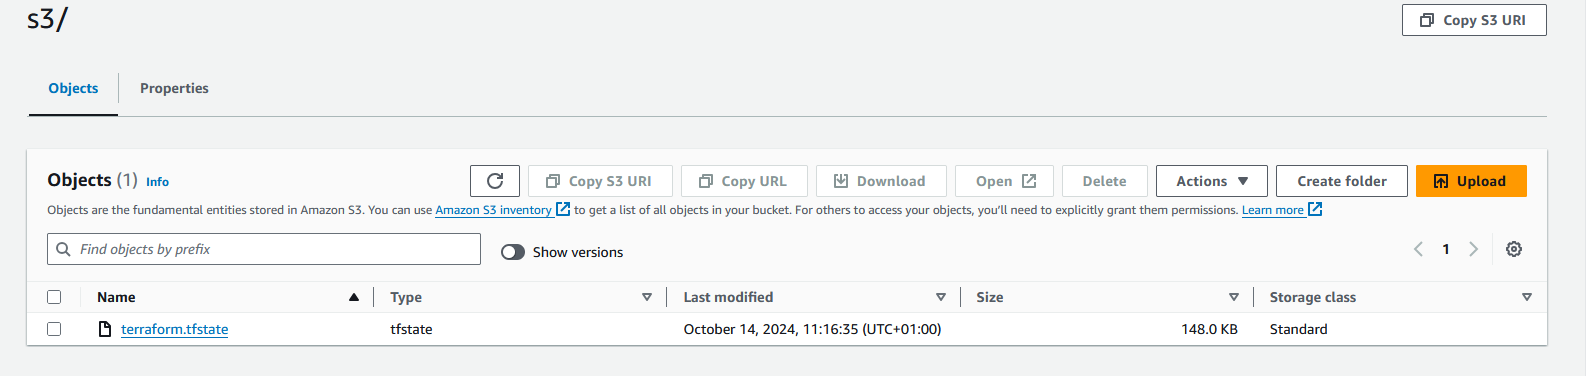 s3/
Copy S3 URI
Objects Properties
Objects (1) Info
Copy S3 URI Copy URL Download Open Delete Actions Create folder Upload
Objects are the fundamental entities stored in Amazon S3. You can use Amazon S3 inventory to get a list of all objects in your bucket. For others to access your objects, you'll need to explicitly grant them permissions. Learn more
Find objects by prefix Show versions 1
Name Type Last modified Size Storage class
terraform.tfstate tfstate October 14, 2024, 11:16:35 (UTC+01:00) 148.0 KB Standard